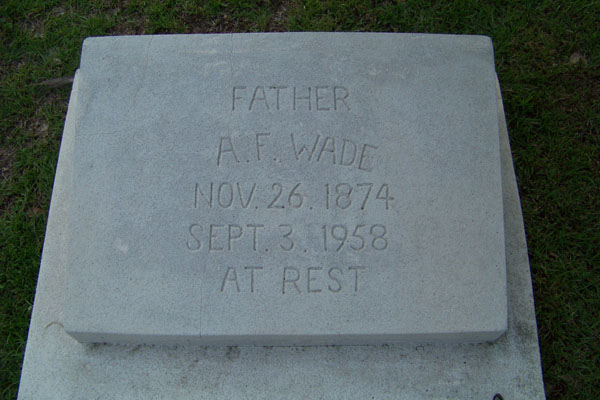 FATHER
A.F. WADE
NOV. 26. 1874
SEPT. 3. 1958
AT REST